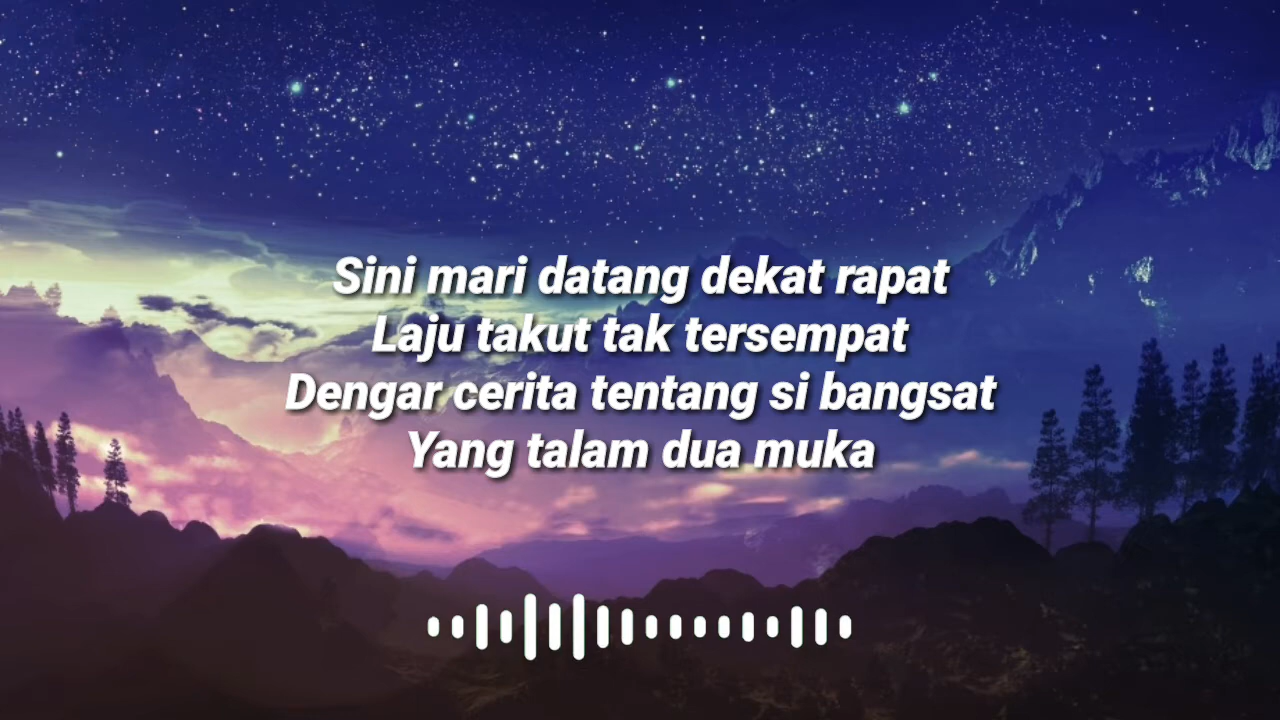 Sini mari datang dekat rapat
Laju takut tak tersempat
Dengar cerita tentang si bangsat
Yang talam dua muka